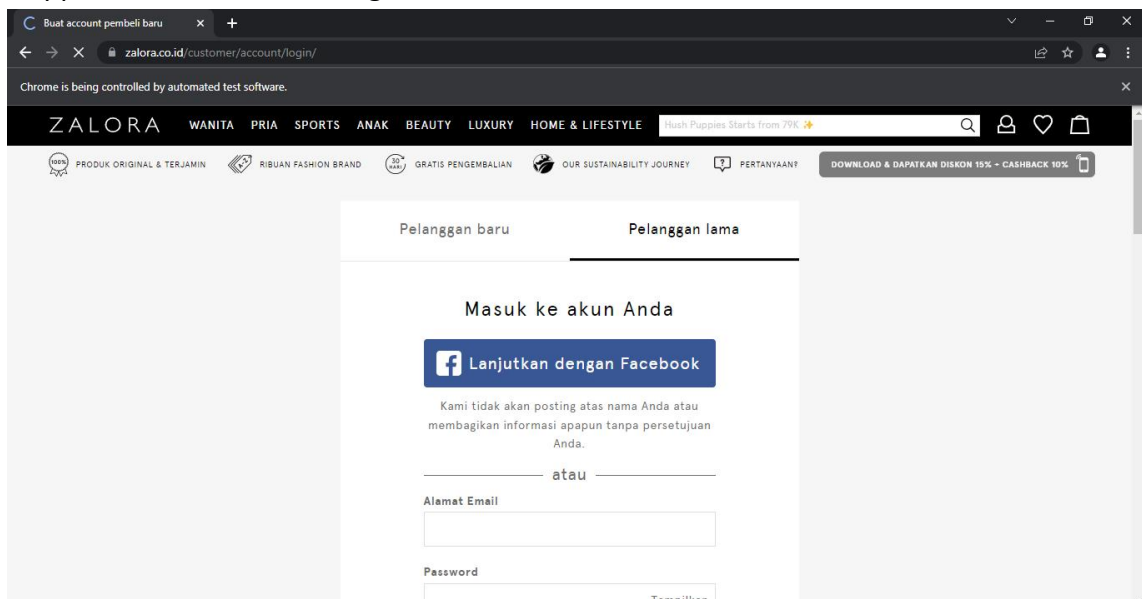 Buat account pembeli baru
zalora.co.id/customer/account/login/
Chrome is being controlled by automated test software.
ZALORA WANITA PRIA SPORTS ANAK BEAUTY LUXURY HOME & LIFESTYLE Hush Puppies Starts from 79K ✨
100% PRODUK ORIGINAL & TERJAMIN RIBUAN FASHION BRAND 30 HARI GRATIS PENGEMBALIAN OUR SUSTAINABILITY JOURNEY ? PERTANYAAN? DOWNLOAD & DAPATKAN DISKON 15% + CASHBACK 10%
Pelanggan baru Pelanggan lama
Masuk ke akun Anda
f Lanjutkan dengan Facebook
Kami tidak akan posting atas nama Anda atau
membagikan informasi apapun tanpa persetujuan
Anda.
atau
Alamat Email
Password